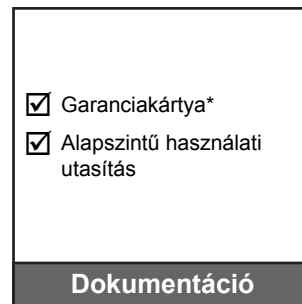 Garanciakártya*
Alapszintű használati
utasítás
Dokumentáció